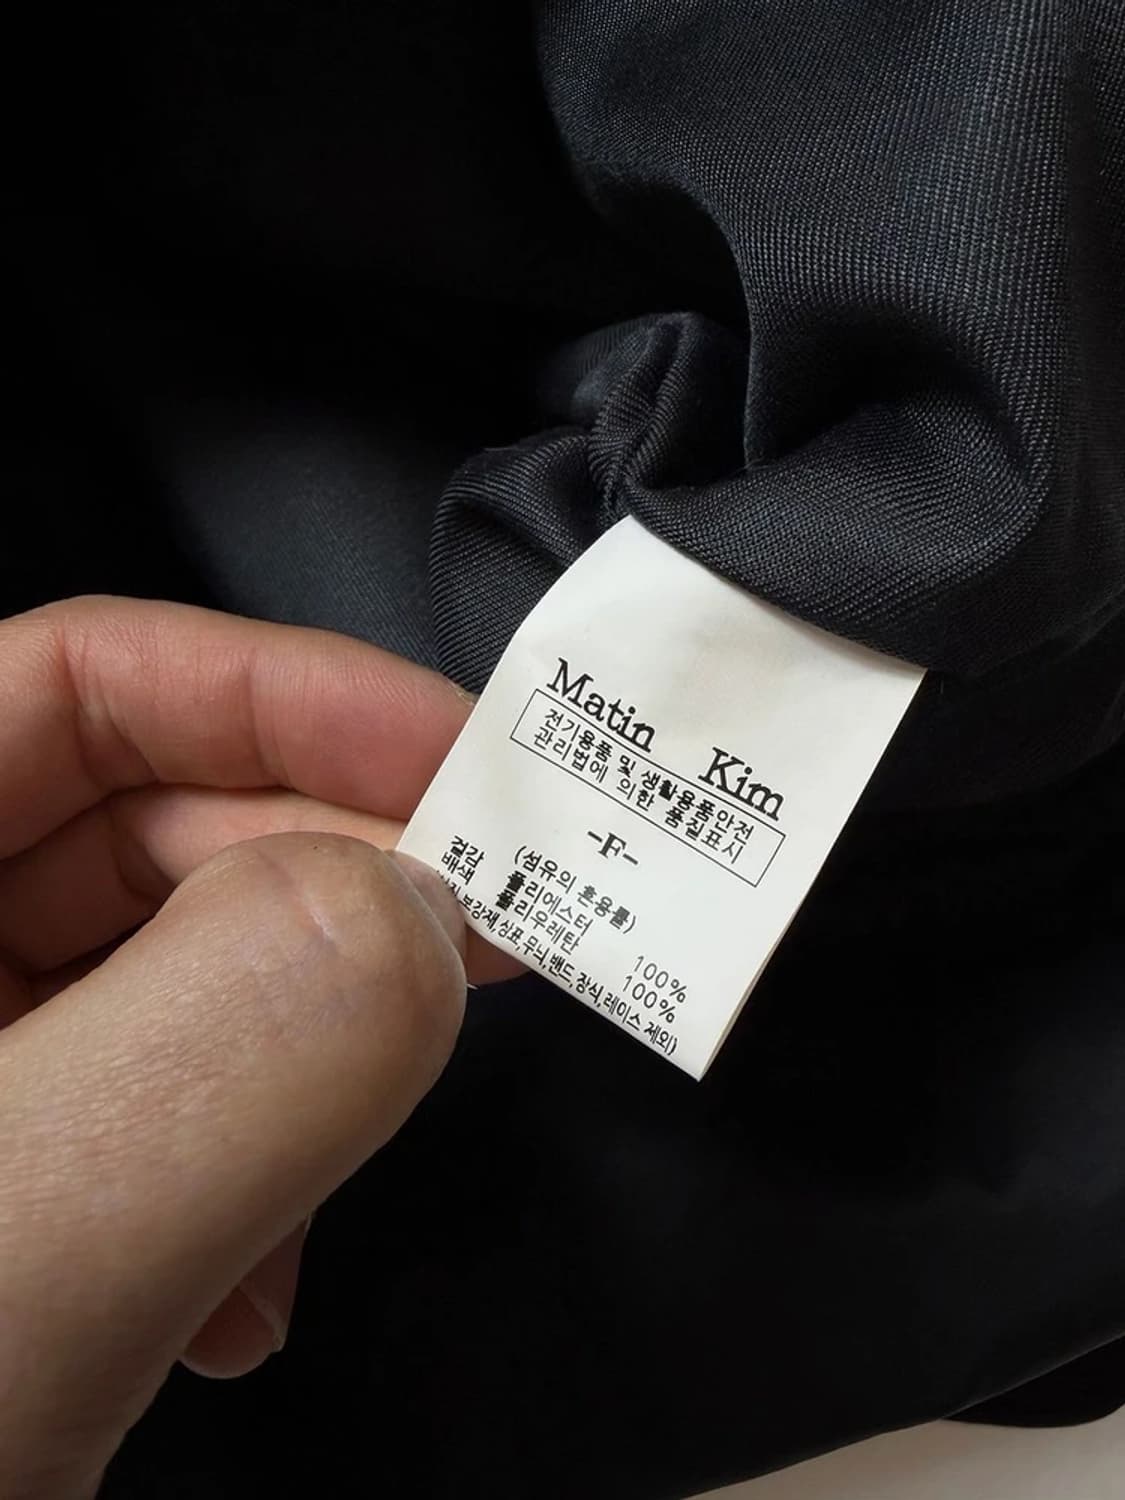 Matin Kim
전기용품 및 생활용품안전
관리법에 의한 품질표시
-F-
(섬유의 혼용률)
겉감 폴리에스터 100%
배색 폴리우레탄 100%
보강재,상표,무늬,밴드,장식,레이스 제외)